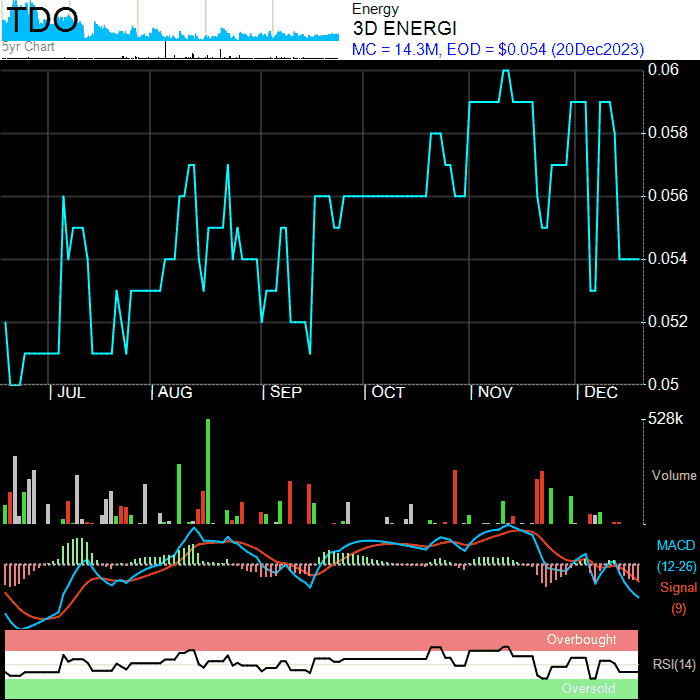 TDO
5yr Chart
Energy
3D ENERGI
MC = 14.3M, EOD = $0.054 (20Dec2023)
0.06
0.058
0.056
0.054
0.052
0.05
JUL AUG SEP OCT NOV DEC
528k
Volume
MACD
(12-26)
Signal
(9)
Overbought
RSI(14)
Oversold